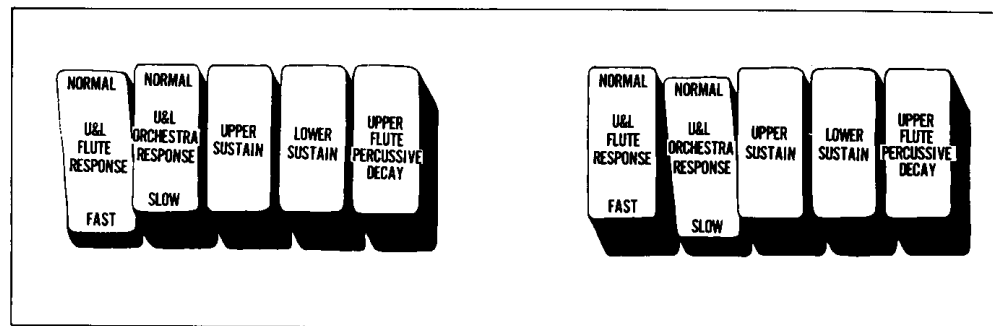 NORMAL
U&L
FLUTE
RESPONSE
FAST
NORMAL
U&L
ORCHESTRA
RESPONSE
SLOW
UPPER
SUSTAIN
LOWER
SUSTAIN
UPPER
FLUTE
PERCUSSIVE
DECAY
NORMAL
U&L
FLUTE
RESPONSE
FAST
NORMAL
U&L
ORCHESTRA
RESPONSE
SLOW
UPPER
SUSTAIN
LOWER
SUSTAIN
UPPER
FLUTE
PERCUSSIVE
DECAY